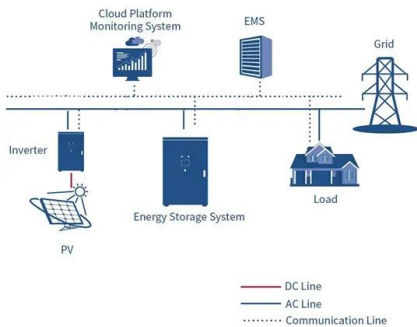 Cloud Platform
Monitoring System
EMS
Grid
Inverter
Energy Storage System
Load
PV
DC Line
AC Line
Communication Line